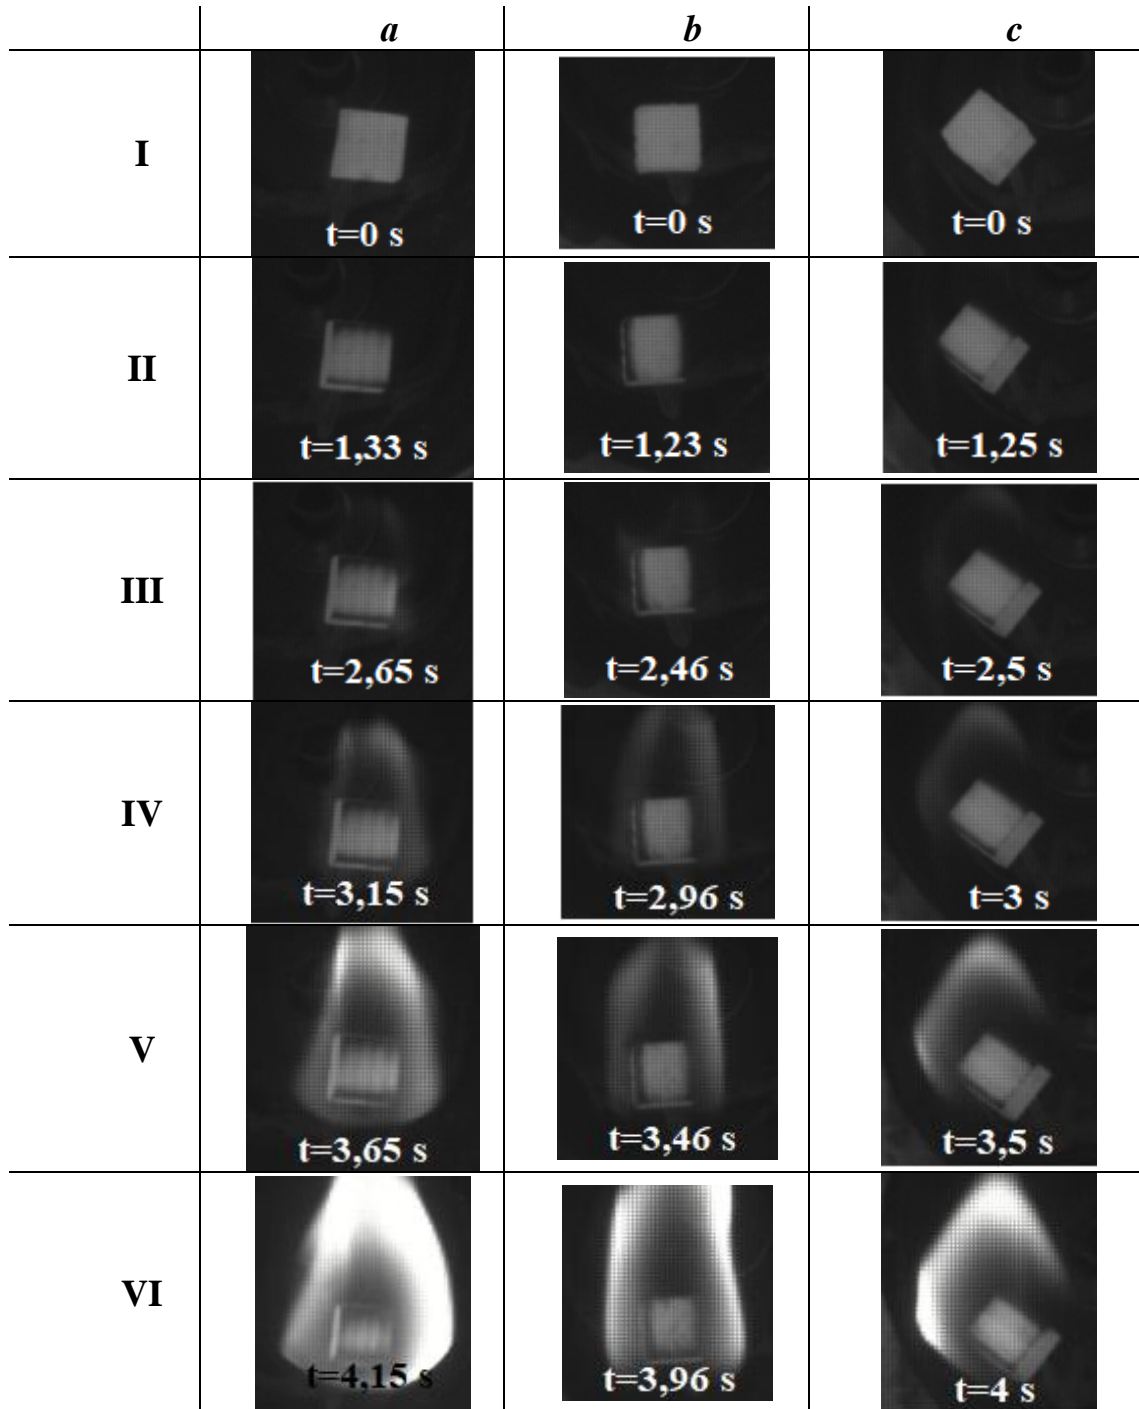 a b c
I
t=0 s t=0 s t=0 s
II
t=1,33 s t=1,23 s t=1,25 s
III
t=2,65 s t=2,46 s t=2,5 s
IV
t=3,15 s t=2,96 s t=3 s
V
t=3,65 s t=3,46 s t=3,5 s
VI
t=4,15 s t=3,96 s t=4 s